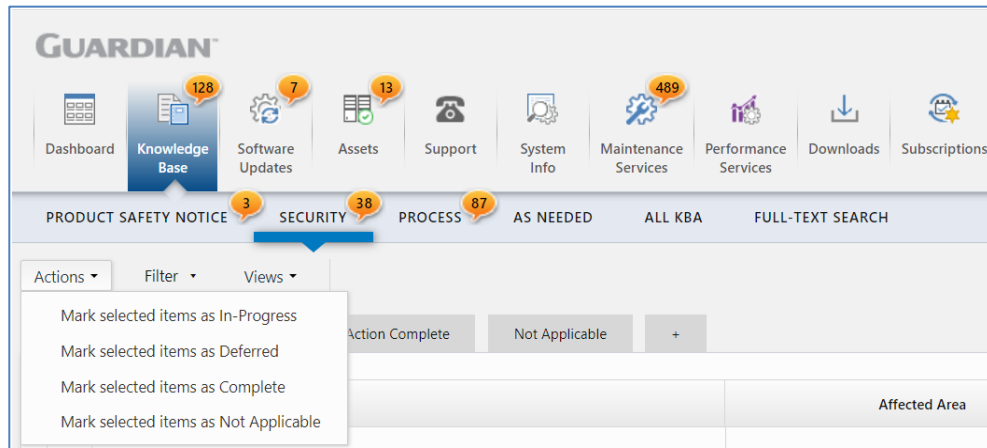 GUARDIAN™
128
7
13
489
Dashboard
Knowledge Base
Software Updates
Assets
Support
System Info
Maintenance Services
Performance Services
Downloads
Subscriptions
3
38
87
PRODUCT SAFETY NOTICE SECURITY PROCESS AS NEEDED ALL KBA FULL-TEXT SEARCH
Actions Filter Views
Mark selected items as In-Progress
Action Complete Not Applicable +
Mark selected items as Deferred
Mark selected items as Complete
Affected Area
Mark selected items as Not Applicable